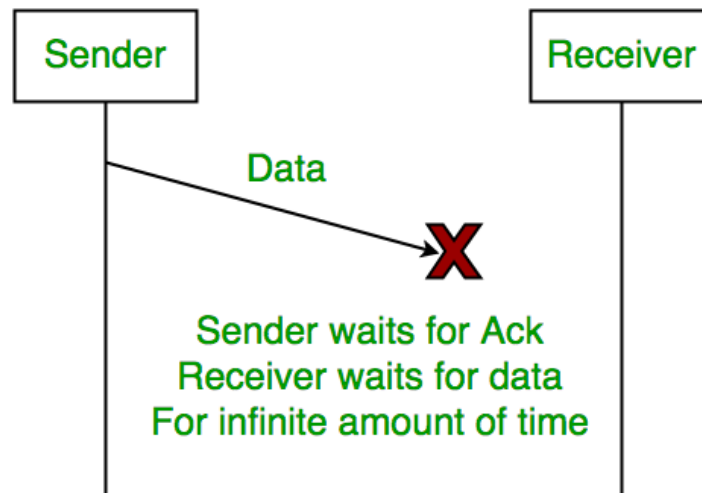 Sender
Receiver
Data
Sender waits for Ack
Receiver waits for data
For infinite amount of time